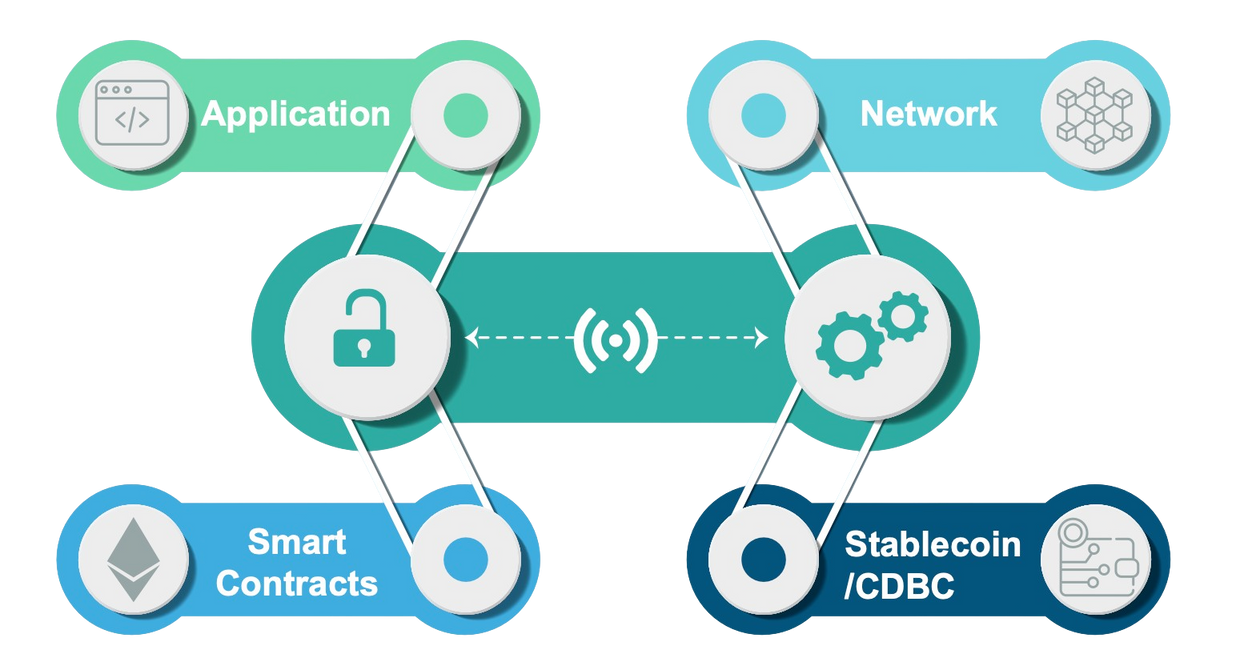 Application
Network
</>
Smart
Contracts
Stablecoin
/CDBC